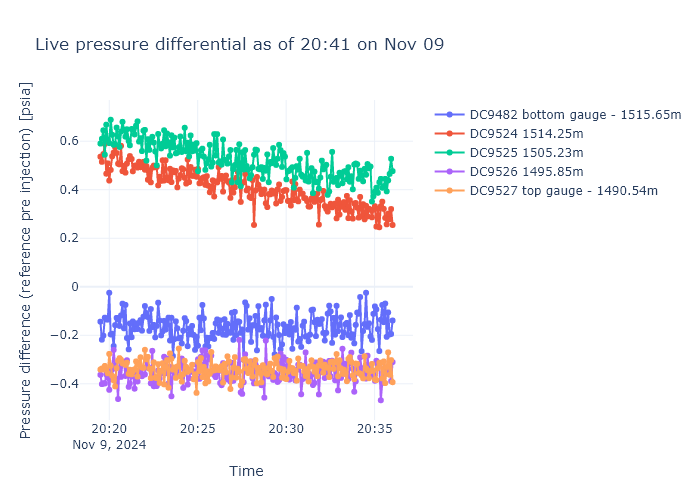 Live pressure differential as of 20:41 on Nov 09
Pressure difference (reference pre injection) [psia]
0.6
0.4
0.2
0
−0.2
−0.4
20:20
Nov 9, 2024
20:25
20:30
20:35
Time
DC9482 bottom gauge - 1515.65m
DC9524 1514.25m
DC9525 1505.23m
DC9526 1495.85m
DC9527 top gauge - 1490.54m